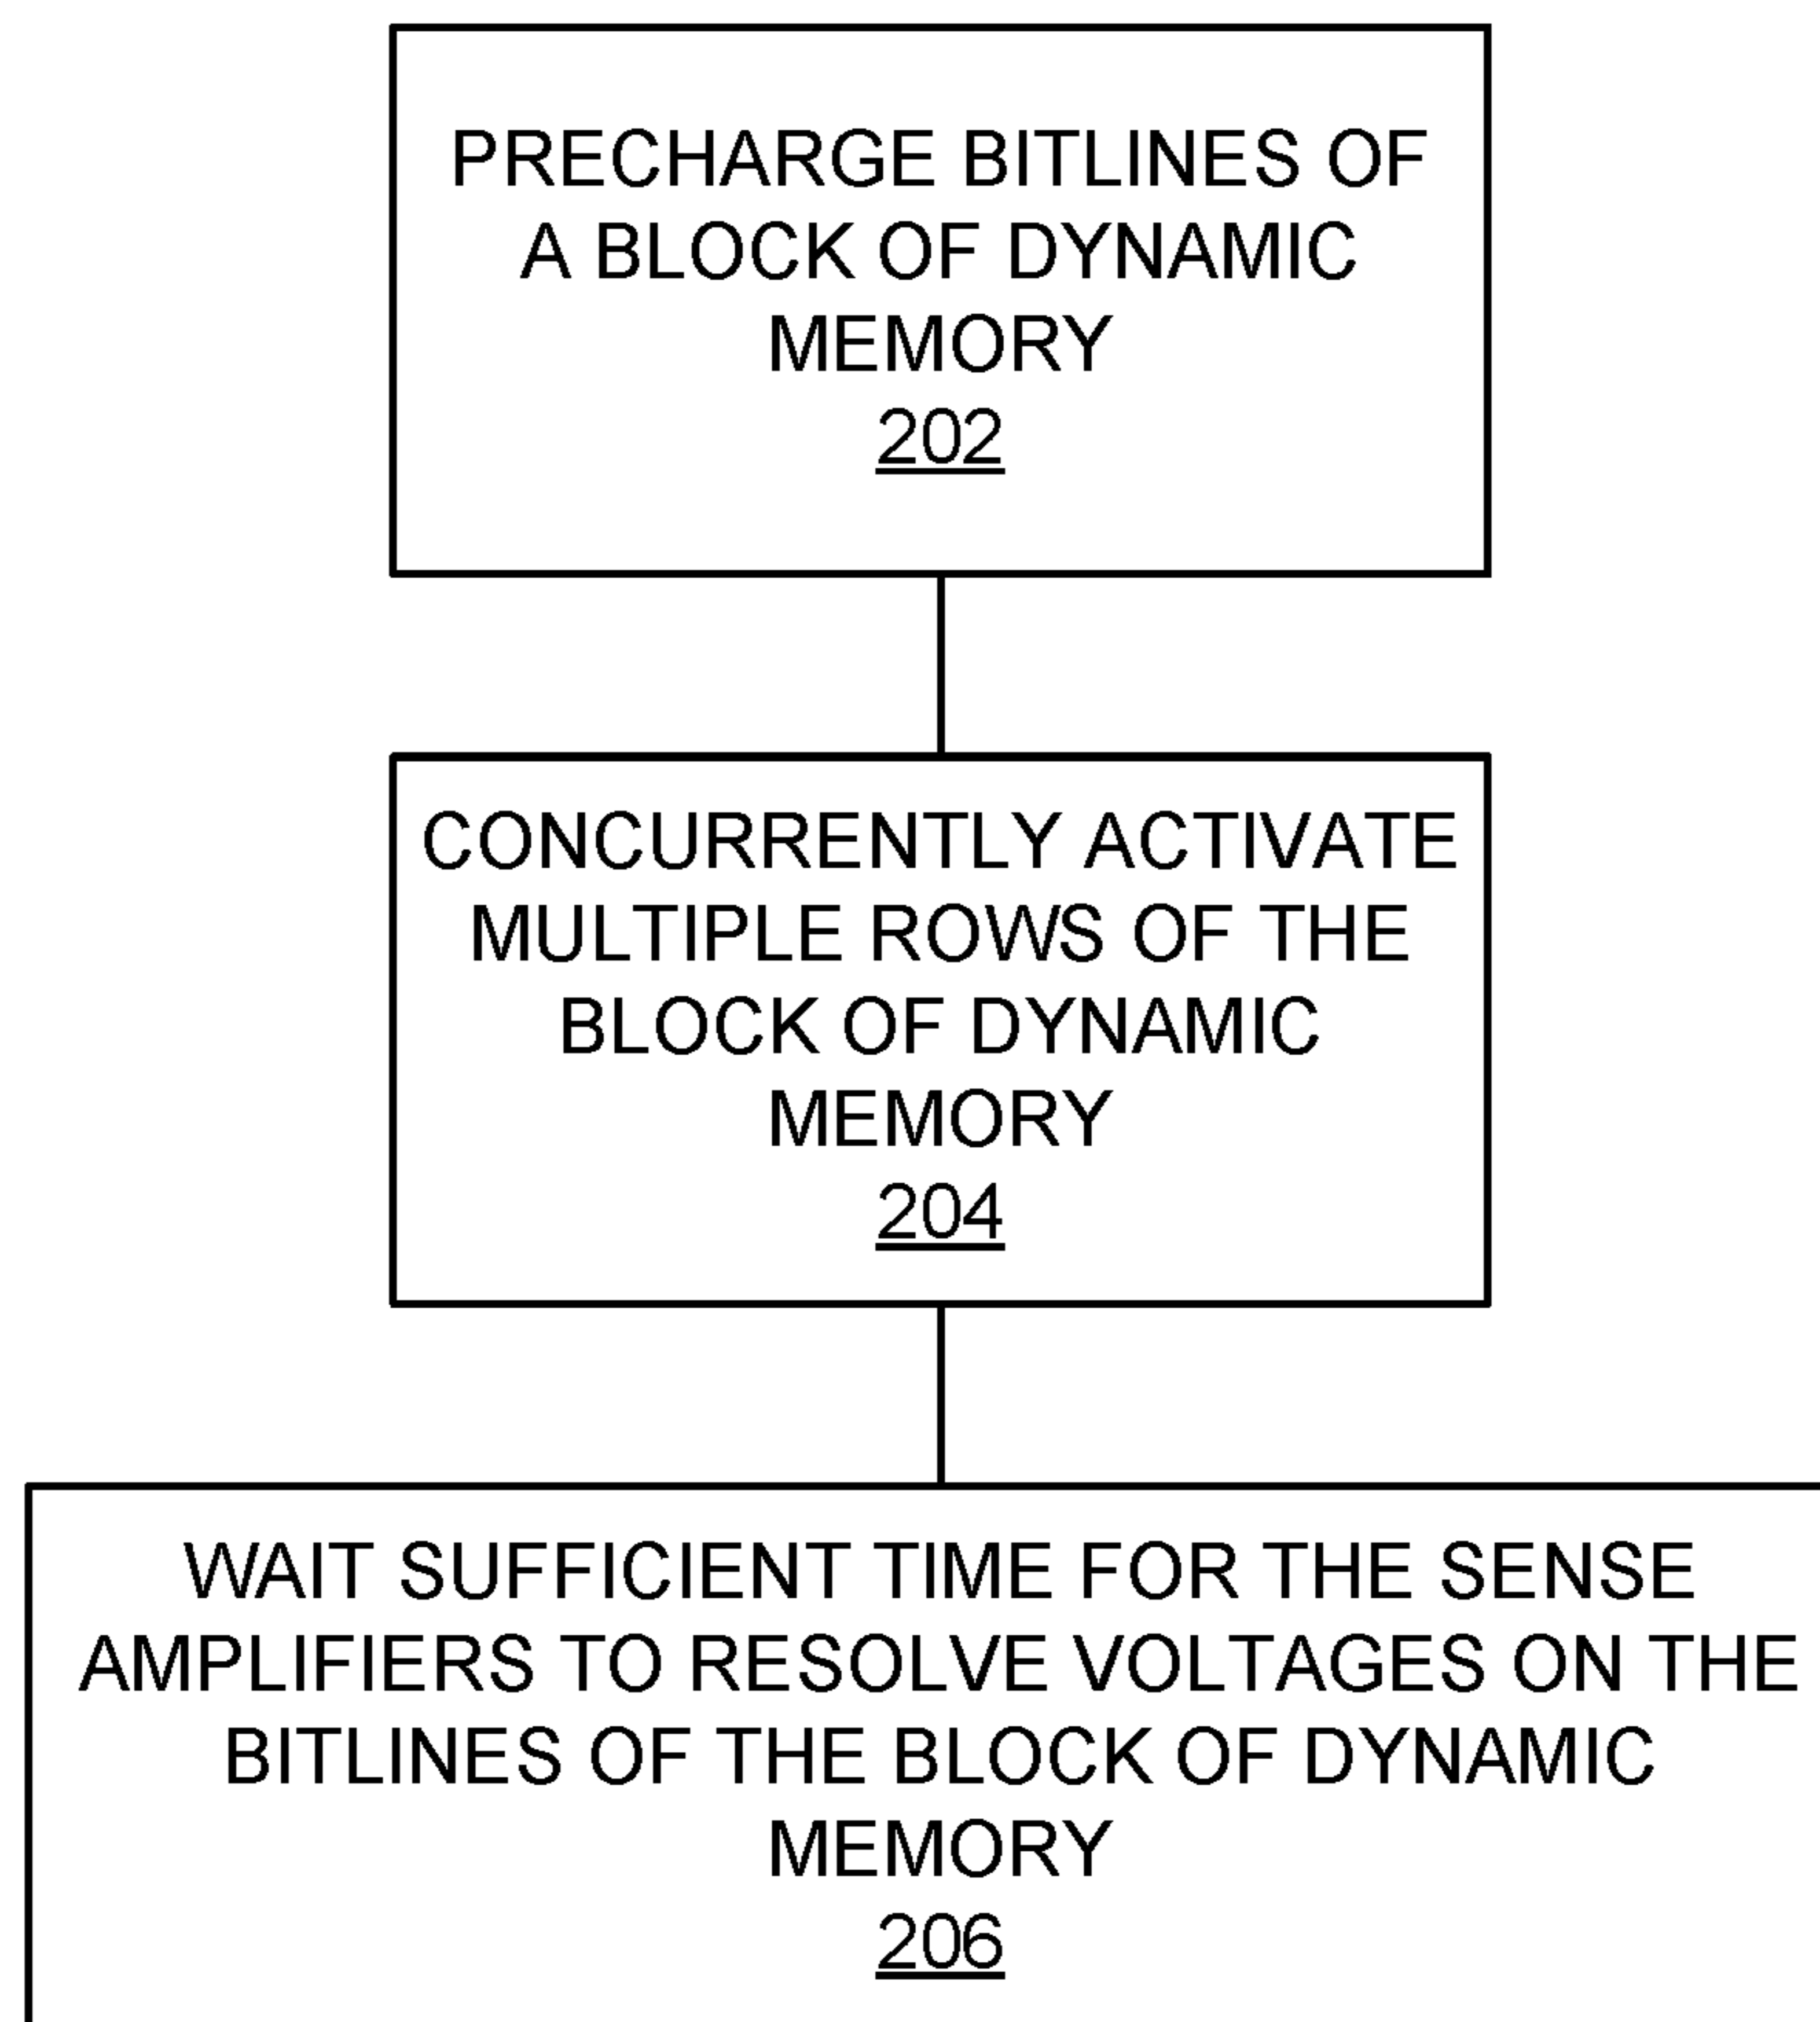 PRECHARGE BITLINES OF
A BLOCK OF DYNAMIC
MEMORY
202
CONCURRENTLY ACTIVATE
MULTIPLE ROWS OF THE
BLOCK OF DYNAMIC
MEMORY
204
WAIT SUFFICIENT TIME FOR THE SENSE
AMPLIFIERS TO RESOLVE VOLTAGES ON THE
BITLINES OF THE BLOCK OF DYNAMIC
MEMORY
206